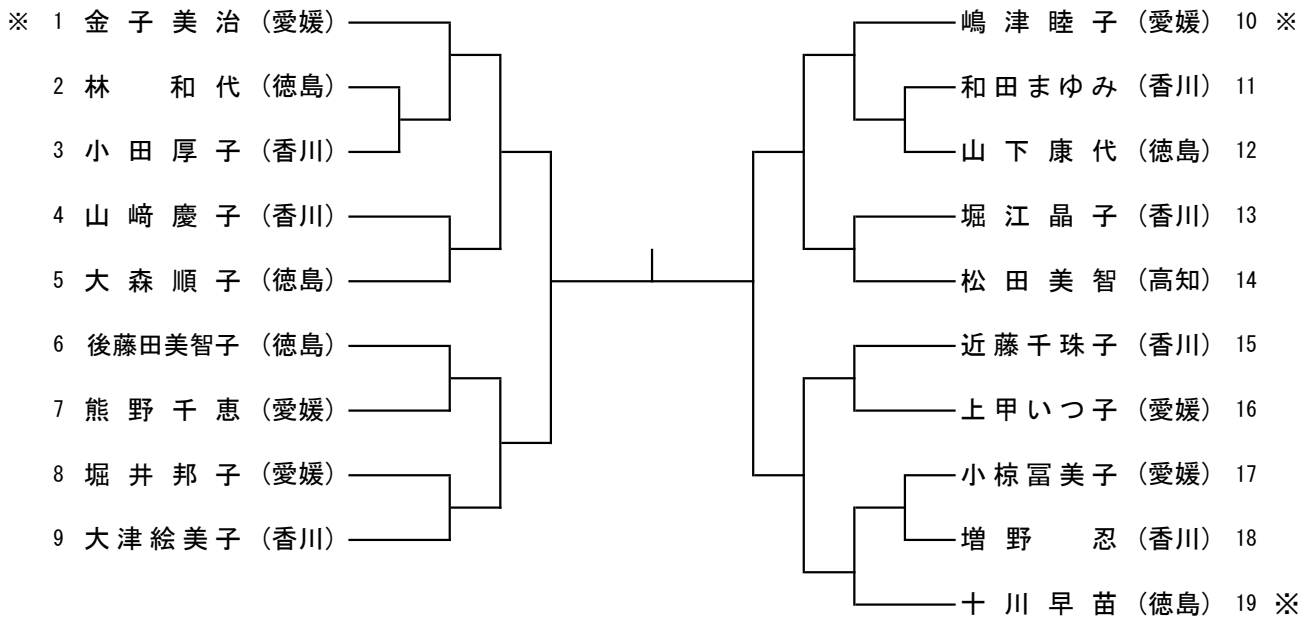 ※ 1 金子美治（愛媛）
2 林　和代（徳島）
3 小田厚子（香川）
4 山﨑慶子（香川）
5 大森順子（徳島）
6 後藤田美智子（徳島）
7 熊野千恵（愛媛）
8 堀井邦子（愛媛）
9 大津絵美子（香川）
嶋津睦子（愛媛） 10 ※
和田まゆみ（香川） 11
山下康代（徳島） 12
堀江晶子（香川） 13
松田美智（高知） 14
近藤千珠子（香川） 15
上甲いつ子（愛媛） 16
小椋冨美子（愛媛） 17
増野　忍（香川） 18
十川早苗（徳島） 19 ※